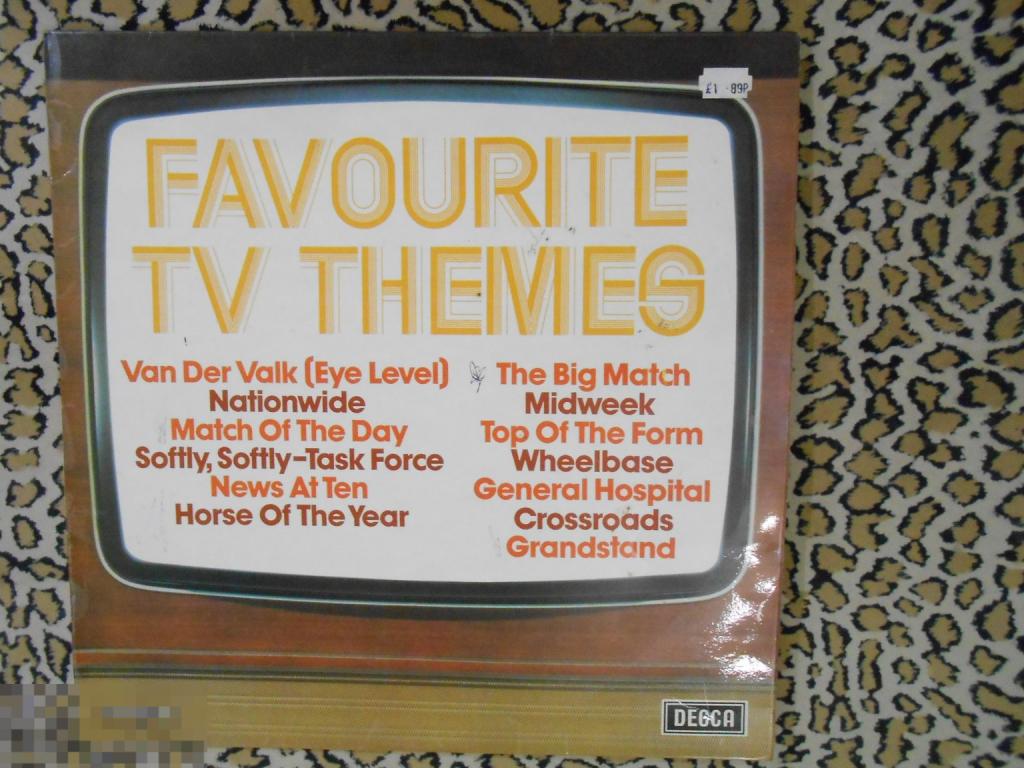 £1.89P
FAVOURITE
TV THEMES
Van Der Valk (Eye Level)
Nationwide
Match Of The Day
Softly, Softly-Task Force
News At Ten
Horse Of The Year
The Big Match
Midweek
Top Of The Form
Wheelbase
General Hospital
Crossroads
Grandstand
DECCA